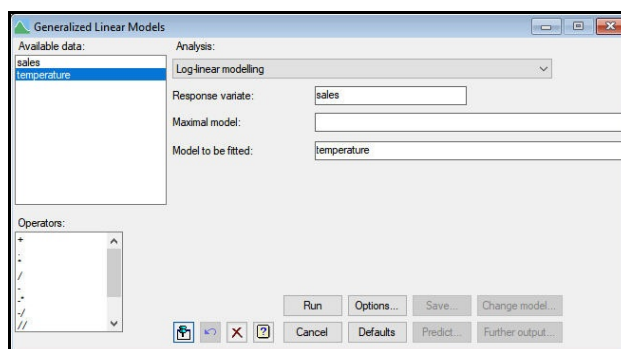 Generalized Linear Models
Available data:
sales
temperature
Analysis:
Log-linear modelling
Response variate:
sales
Maximal model:
Model to be fitted:
temperature
Operators:
+
.
/
-
-*
-/
//
Run
Options...
Save...
Change model...
Cancel
Defaults
Predict...
Further output...